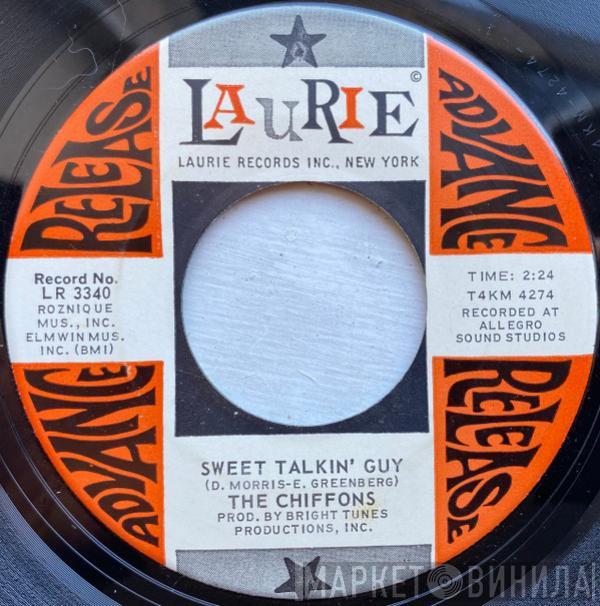 LAURIE ©
LAURIE RECORDS INC., NEW YORK
RELEASE
ADVANCE
Record No.
LR 3340
ROZNIQUE
MUS., INC.
ELMWIN MUS.
INC. (BMI)
TIME: 2:24
T4KM 4274
RECORDED AT
ALLEGRO
SOUND STUDIOS
ADVANCE
RELEASE
SWEET TALKIN' GUY
(D. MORRIS-E. GREENBERG)
THE CHIFFONS
PROD. BY BRIGHT TUNES
PRODUCTIONS, INC.
МАРКЕТ ВИНИЛА